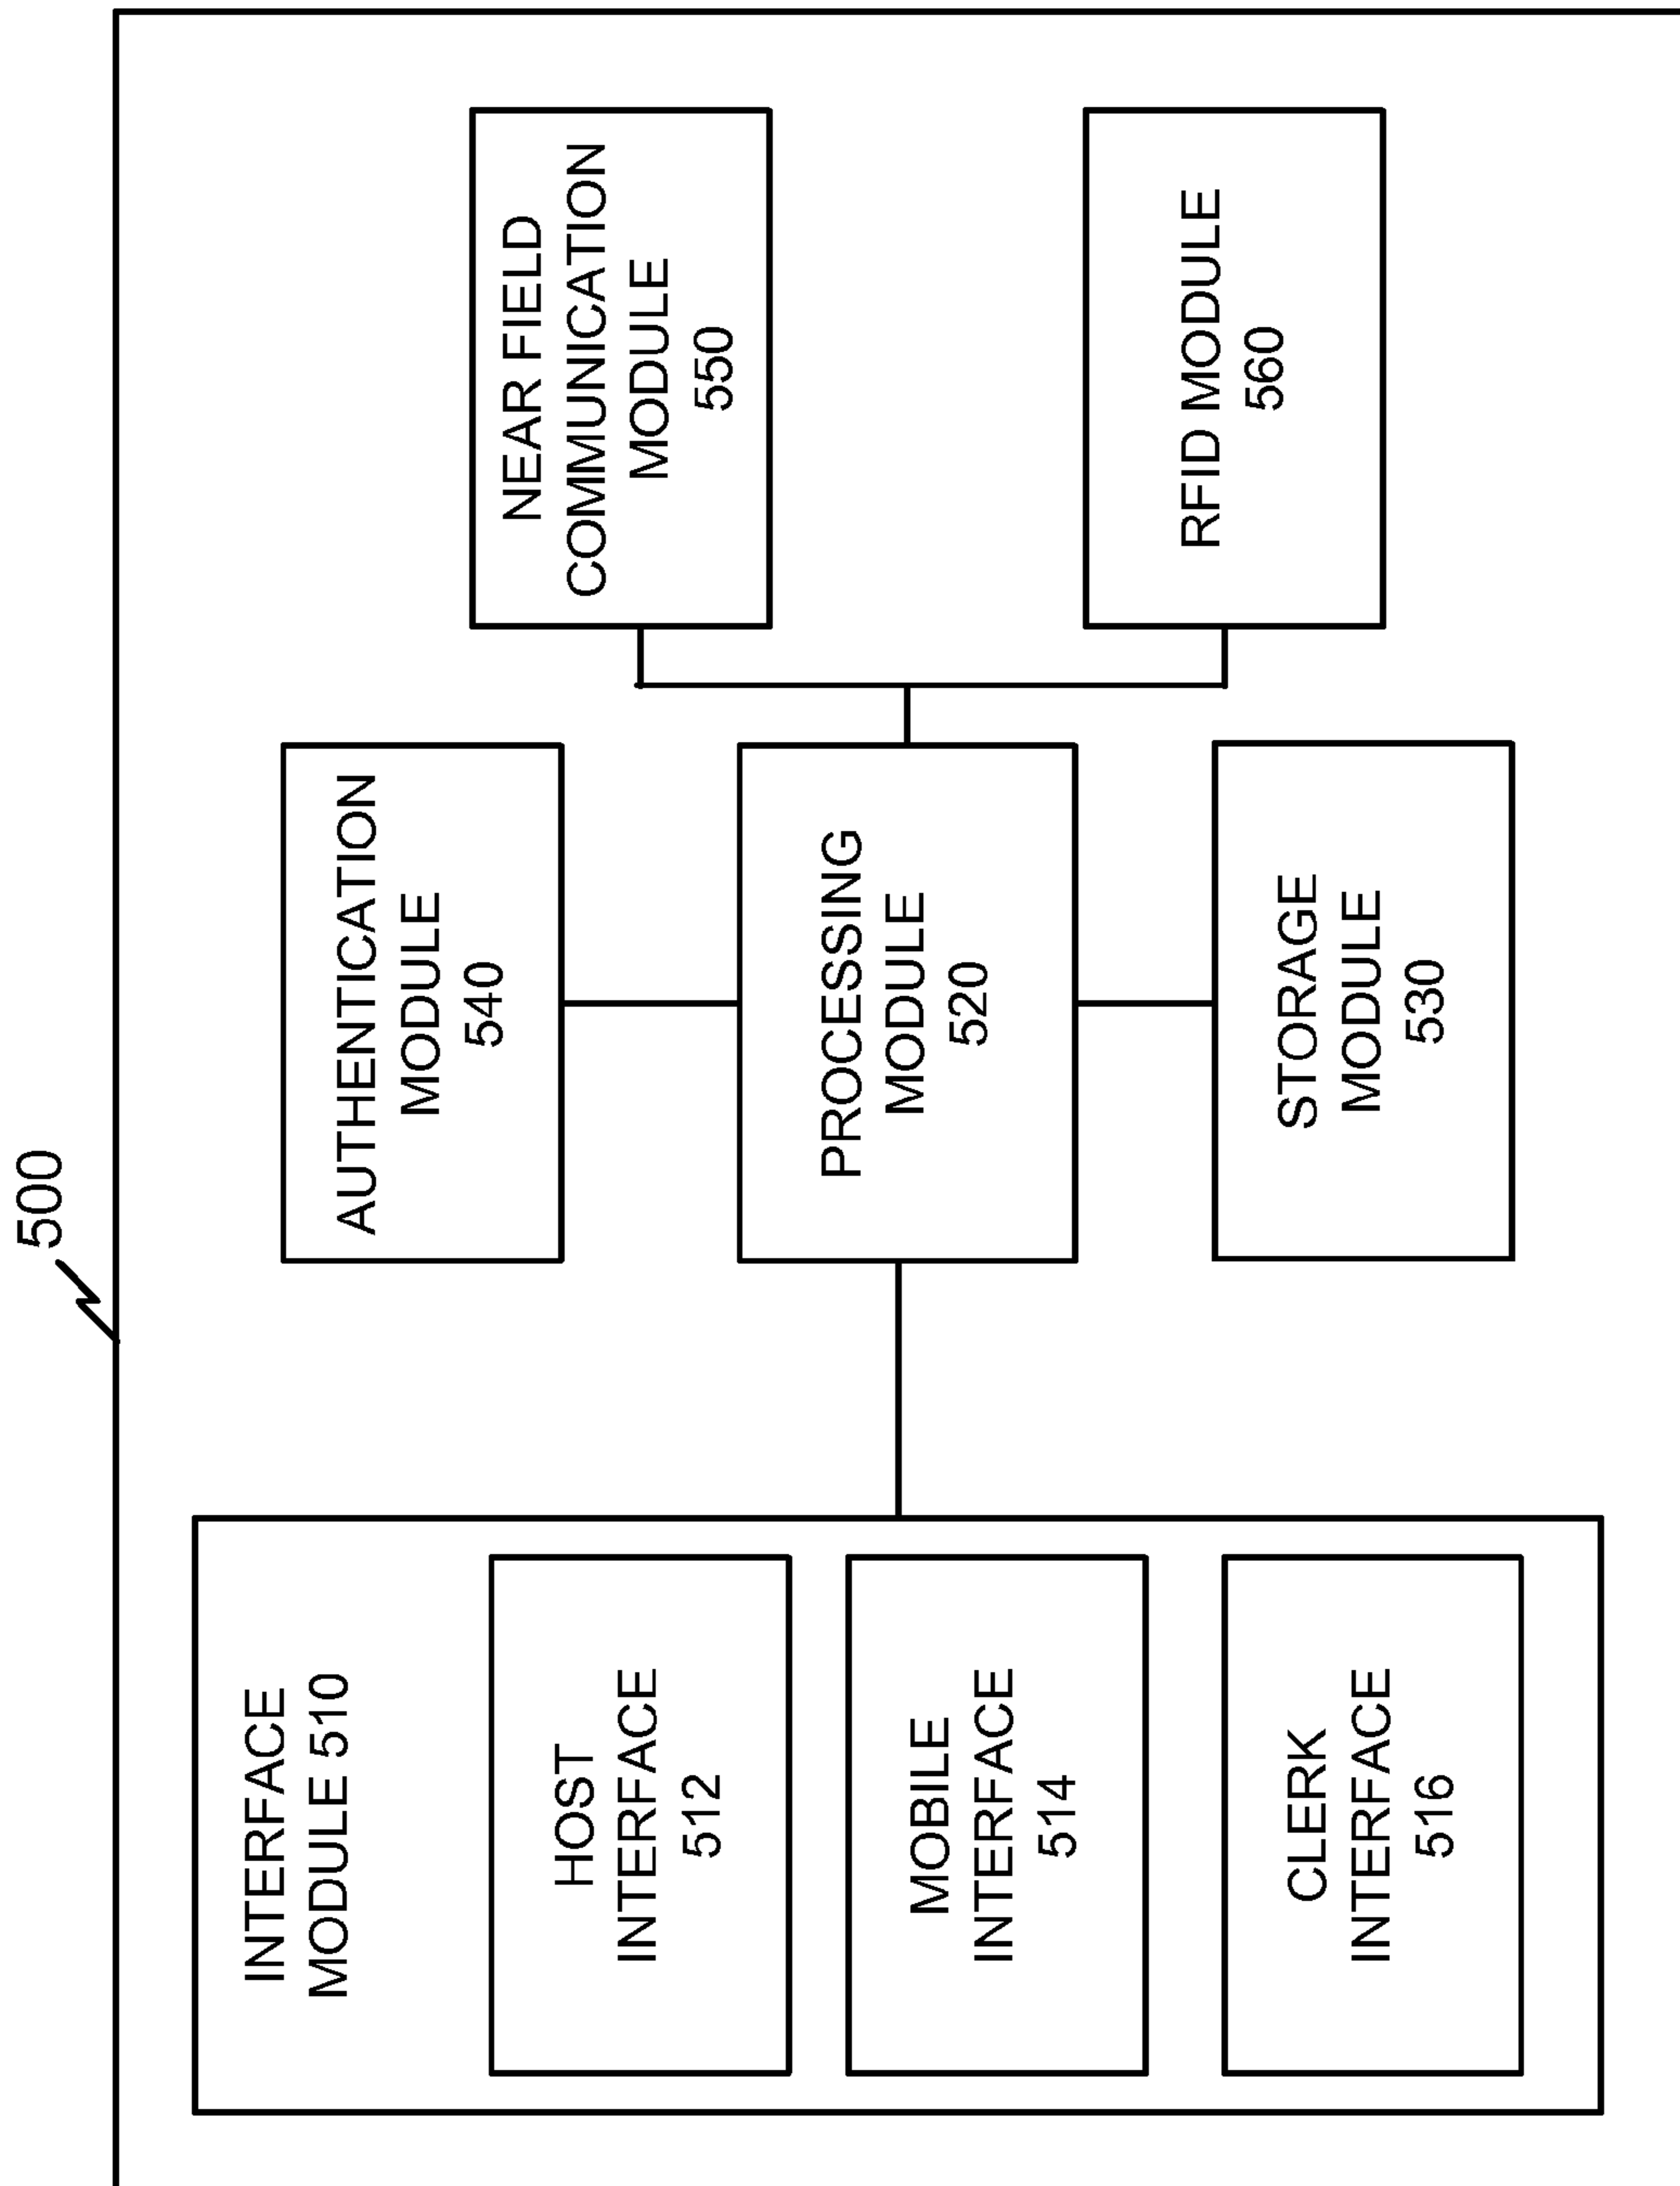 500
INTERFACE
MODULE 510
HOST
INTERFACE
512
MOBILE
INTERFACE
514
CLERK
INTERFACE
516
AUTHENTICATION
MODULE
540
PROCESSING
MODULE
520
STORAGE
MODULE
530
NEAR FIELD
COMMUNICATION
MODULE
550
RFID MODULE
560